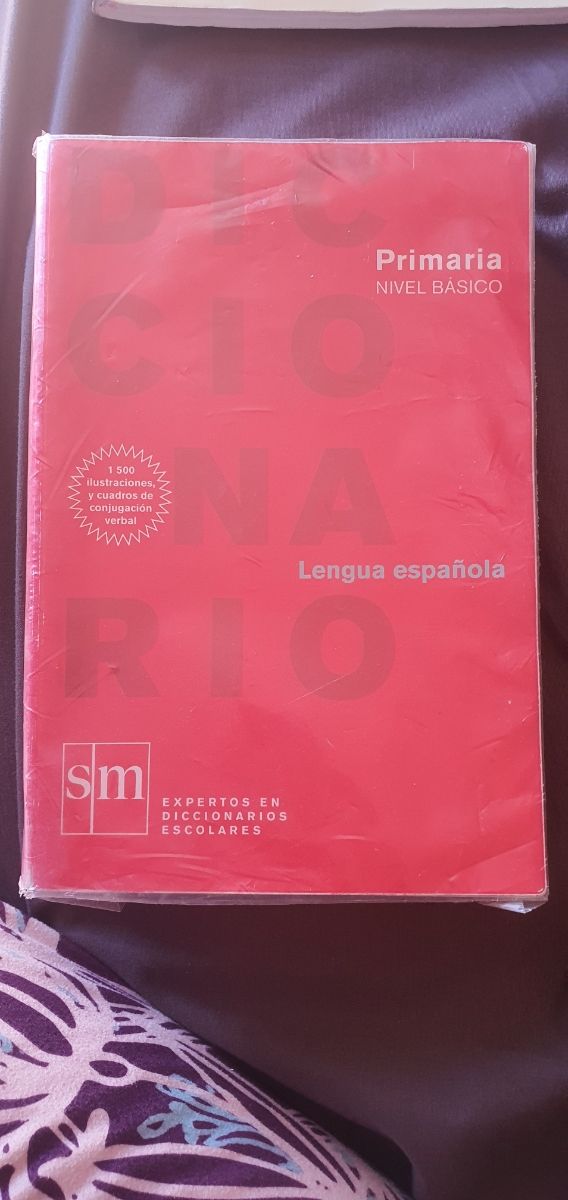 DIC
Primaria
NIVEL BÁSICO
CIO
1 500
ilustraciones,
y cuadros de
conjugación
verbal
NA
Lengua española
RIO
sm
EXPERTOS EN
DICCIONARIOS
ESCOLARES